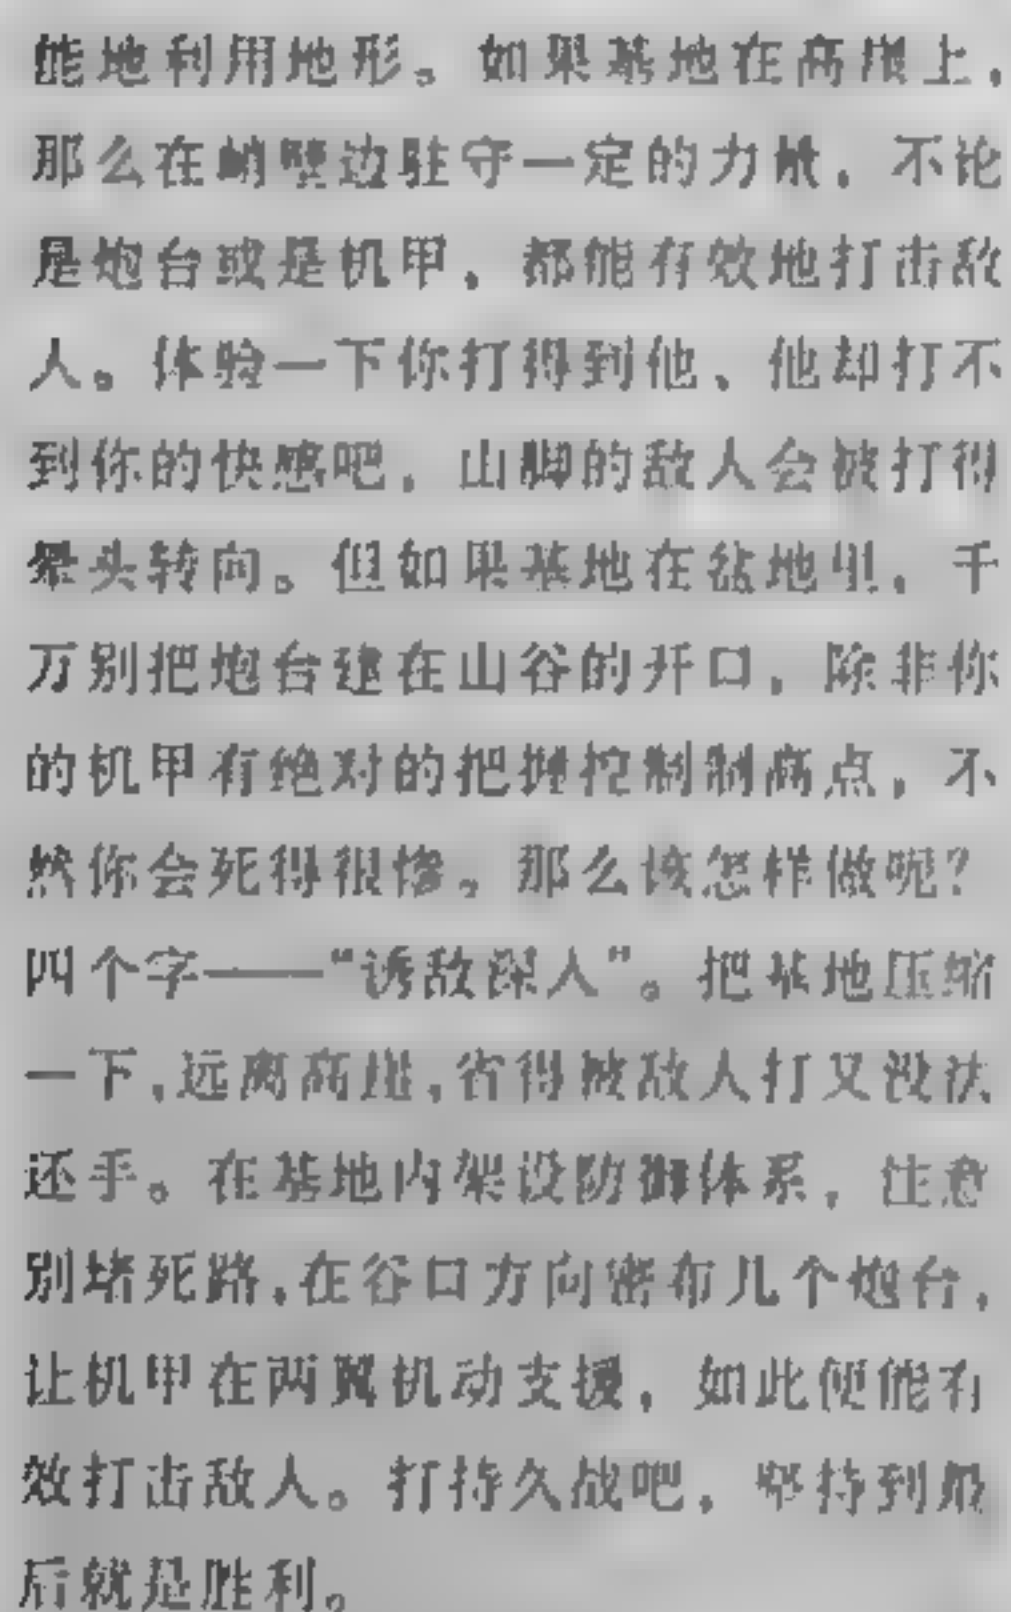 能地利用地形。如果基地在高崖上，
那么在峭壁边驻守一定的力量，不论
是炮台或是机甲，都能有效地打击敌
人。体验一下你打得到他、他却打不
到你的快感吧，山脚的敌人会被打得
晕头转向。但如果基地在盆地里，千
万别把炮台建在山谷的开口，除非你
的机甲有绝对的把握控制制高点，不
然你会死得很惨。那么该怎样做呢？
四个字——“诱敌深入”。把基地压缩
一下，远离高崖，省得被敌人打又没法
还手。在基地内架设防御体系，注意
别堵死路，在谷口方向密布几个炮台，
让机甲在两翼机动支援，如此便能有
效打击敌人。打持久战吧，坚持到最
后就是胜利。